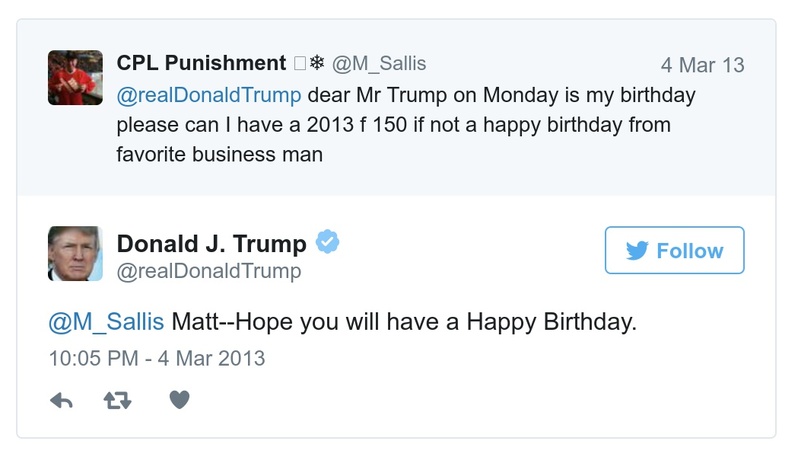 CPL Punishment □❄ @M_Sallis 4 Mar 13
@realDonaldTrump dear Mr Trump on Monday is my birthday
please can I have a 2013 f 150 if not a happy birthday from
favorite business man
Donald J. Trump
@realDonaldTrump
Follow
@M_Sallis Matt--Hope you will have a Happy Birthday.
10:05 PM - 4 Mar 2013